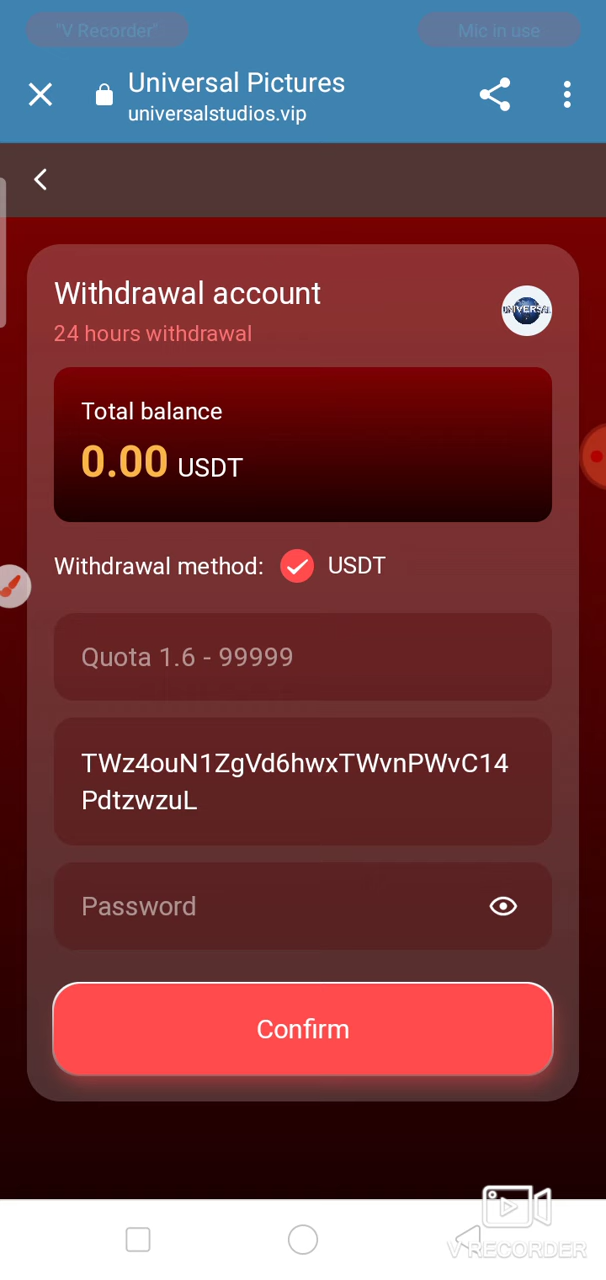 "V Recorder"
Mic in use
Universal Pictures
universalstudios.vip
Withdrawal account
24 hours withdrawal
UNIVERSAL
Total balance
0.00 USDT
Withdrawal method: USDT
Quota 1.6 - 99999
TWz4ouN1ZgVd6hwxTWvnPWvC14
PdtzwzuL
Password
Confirm
V RECORDER